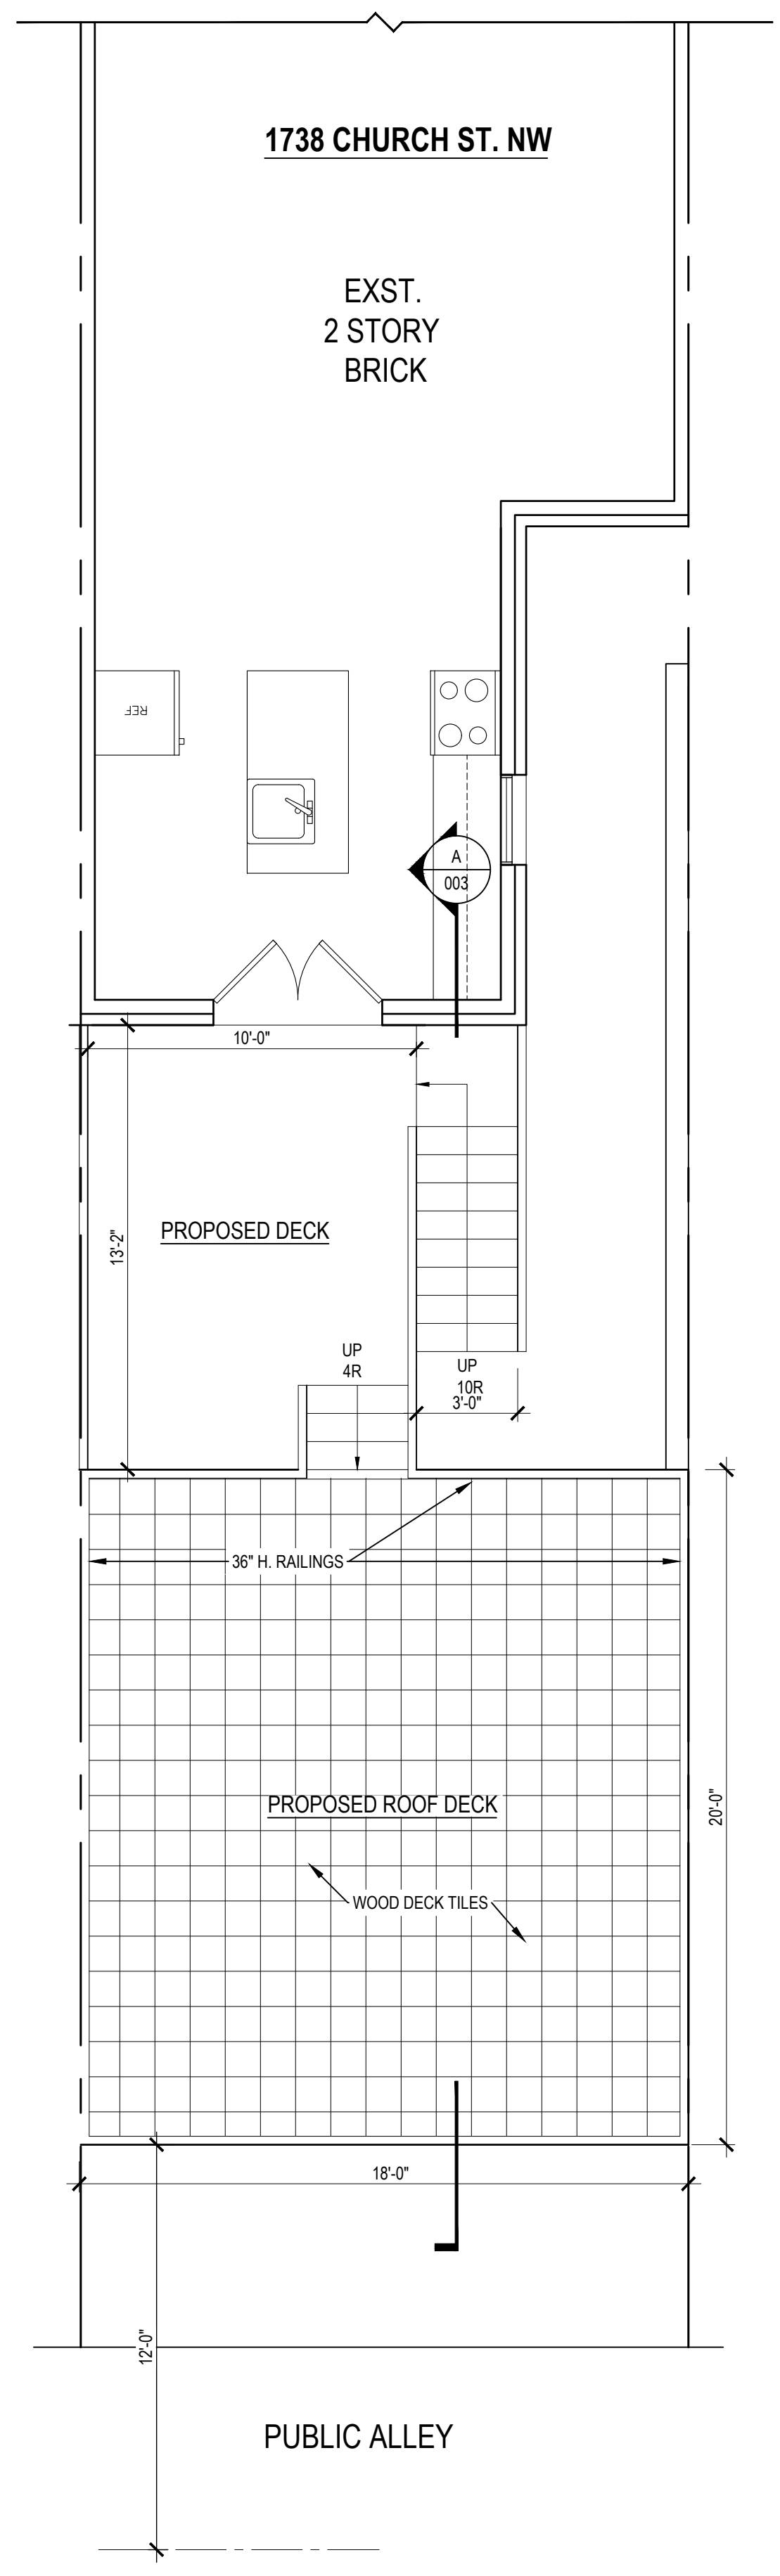 1738 CHURCH ST. NW
EXST.
2 STORY
BRICK
REF
A
003
10'-0"
13'-2"
PROPOSED DECK
UP
4R
UP
10R
3'-0"
36" H. RAILINGS
PROPOSED ROOF DECK
20'-0"
WOOD DECK TILES
18'-0"
12'-0"
PUBLIC ALLEY